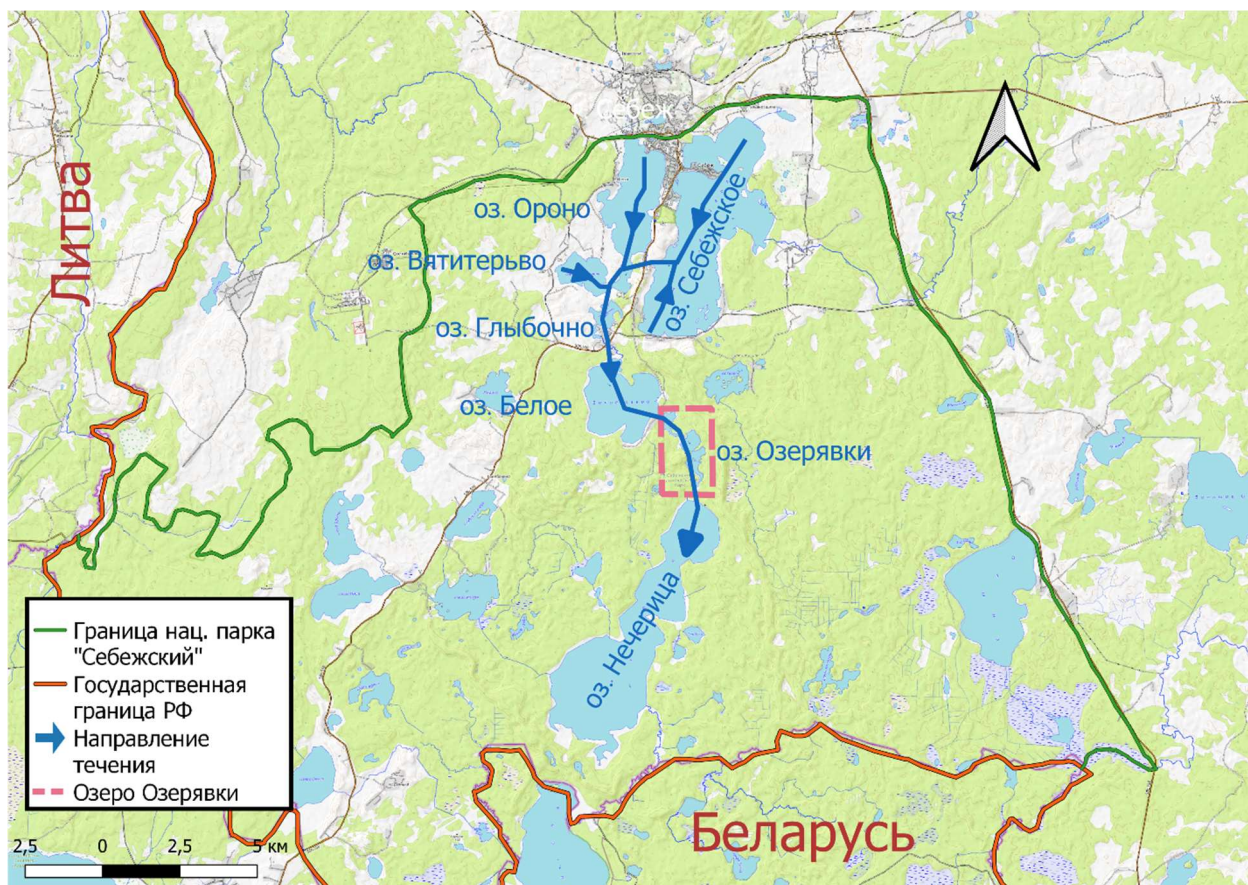 Литва
оз. Ороно
оз. Вятитерьво
оз. Себежское
оз. Глыбочно
оз. Белое
оз. Озерявки
оз. Нечерица
Беларусь
Граница нац. парка
"Себежский"
Государственная
граница РФ
Направление
течения
Озеро Озерявки
2,5 0 2,5 5 км